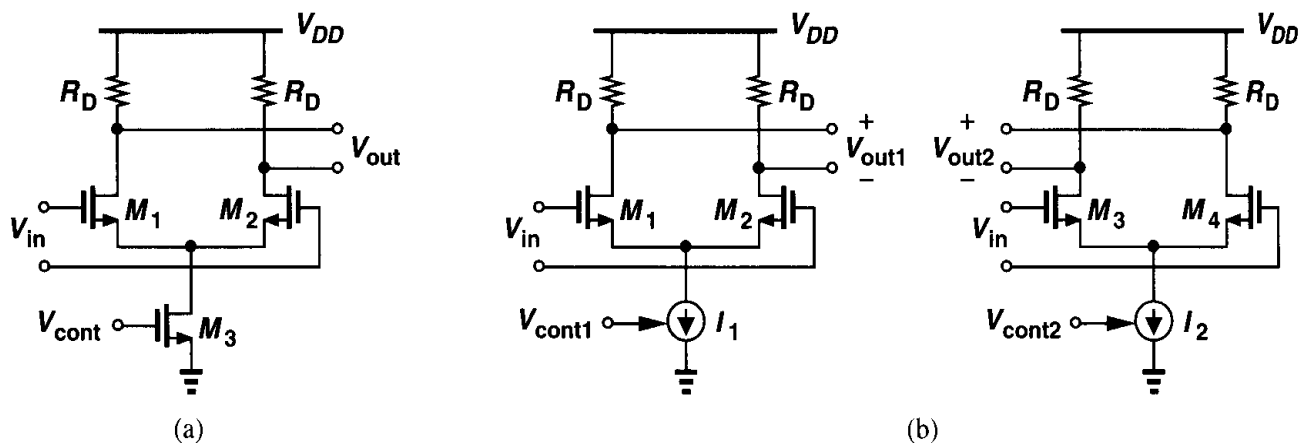 V_DD V_DD V_DD
R_D R_D R_D R_D R_D R_D
V_out + V_out1 − + V_out2 −
V_in M_1 M_2 V_in M_1 M_2 V_in M_3 M_4
V_cont M_3 V_cont1 I_1 V_cont2 I_2
(a) (b)